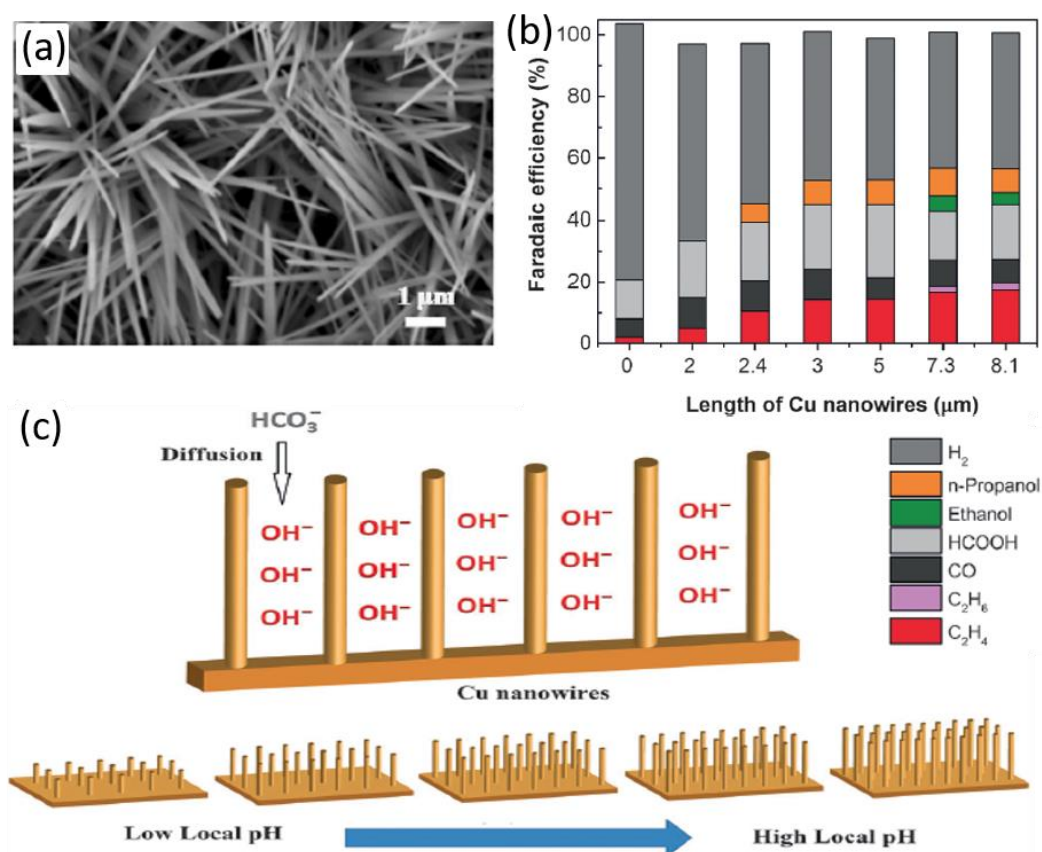 (a)
1 μm
(b)
100
80
60
40
20
0
Faradaic efficiency (%)
0 2 2.4 3 5 7.3 8.1
Length of Cu nanowires (μm)
(c)
HCO₃⁻
Diffusion
OH⁻ OH⁻ OH⁻ OH⁻ OH⁻
OH⁻ OH⁻ OH⁻ OH⁻ OH⁻
OH⁻ OH⁻ OH⁻ OH⁻ OH⁻
Cu nanowires
H₂
n-Propanol
Ethanol
HCOOH
CO
C₂H₆
C₂H₄
Low Local pH
High Local pH